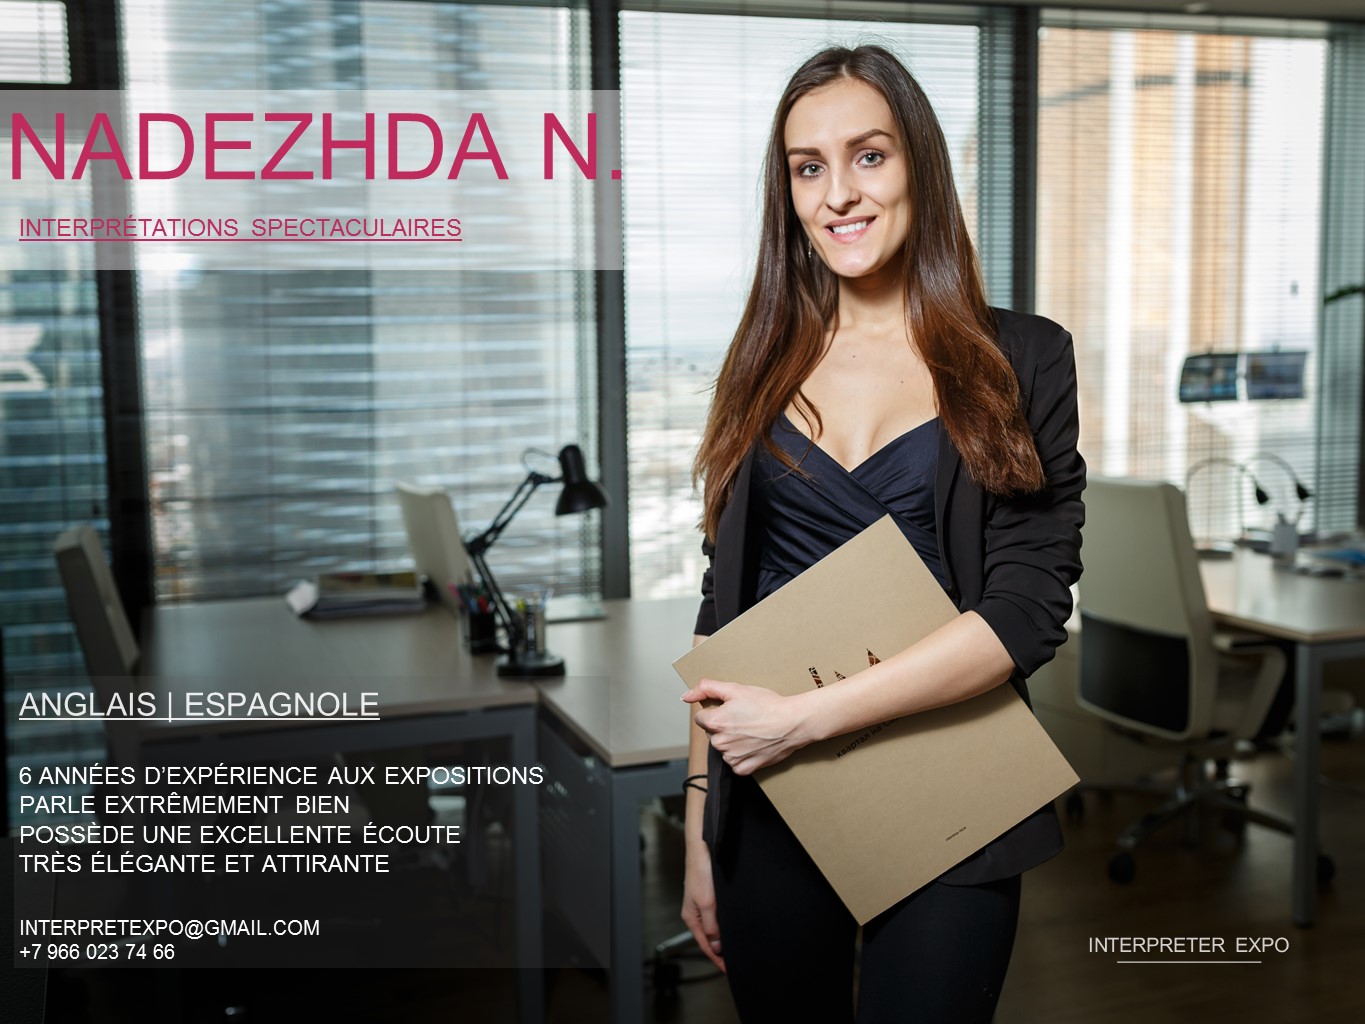 NADEZHDA N.
INTERPRÉTATIONS SPECTACULAIRES
ANGLAIS | ESPAGNOLE
6 ANNÉES D’EXPÉRIENCE AUX EXPOSITIONS
PARLE EXTRÊMEMENT BIEN
POSSÈDE UNE EXCELLENTE ÉCOUTE
TRÈS ÉLÉGANTE ET ATTIRANTE
INTERPRETEXPO@GMAIL.COM
+7 966 023 74 66
INTERPRETER EXPO